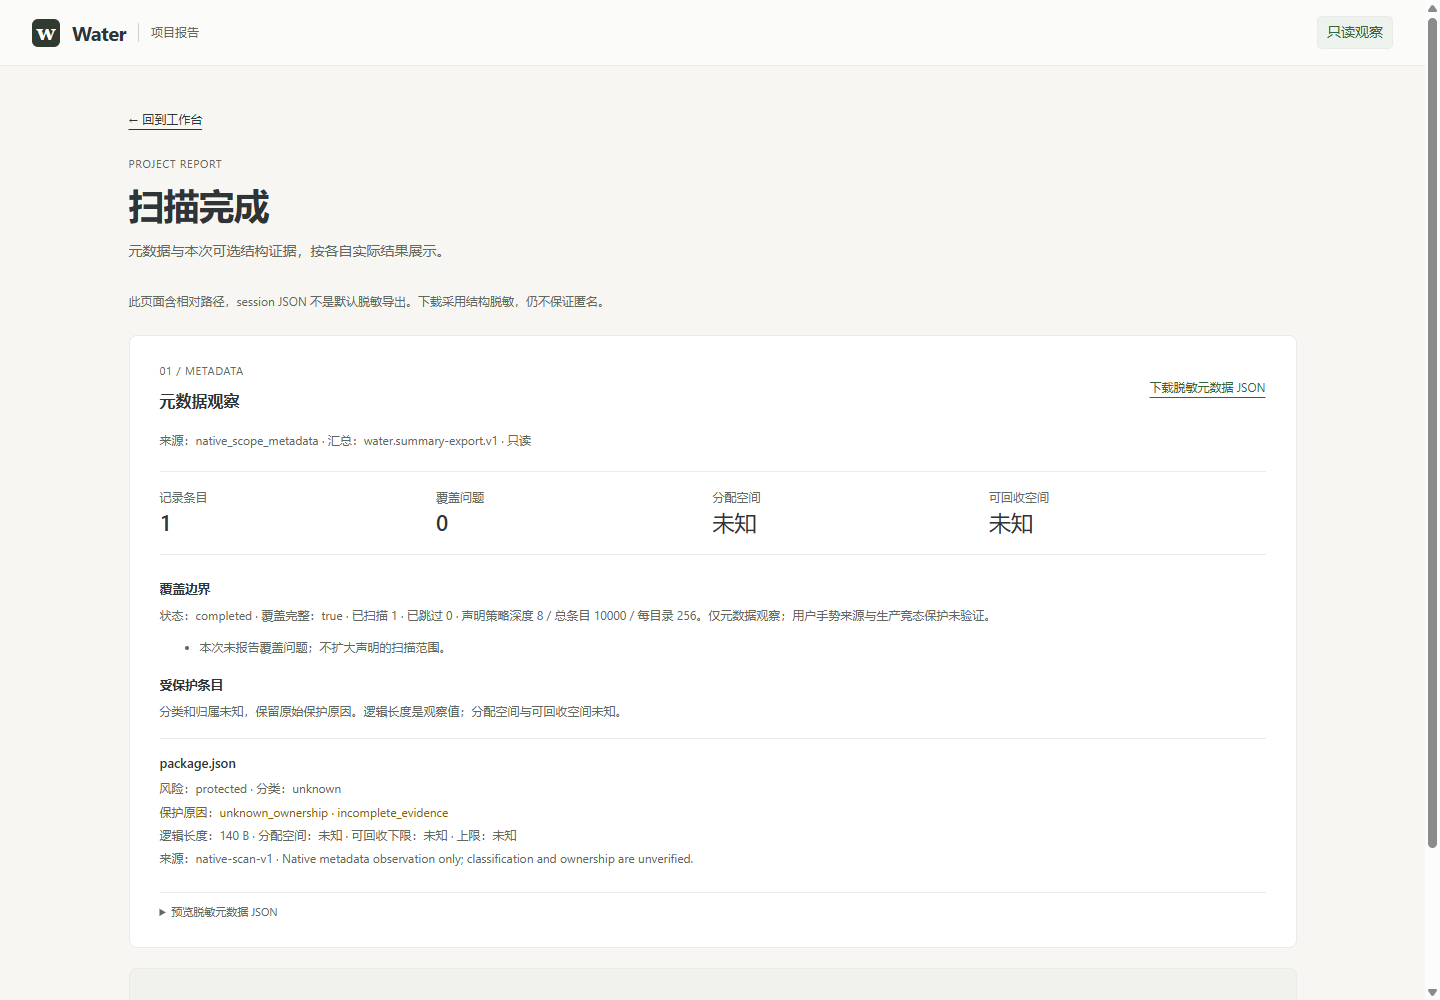 W Water 项目报告 只读观察
← 回到工作台
PROJECT REPORT
扫描完成
元数据与本次可选结构证据，按各自实际结果展示。
此页面含相对路径，session JSON 不是默认脱敏导出。下载采用结构脱敏，仍不保证匿名。
01 / METADATA
下载脱敏元数据 JSON
元数据观察
来源：native_scope_metadata · 汇总：water.summary-export.v1 · 只读
记录条目 覆盖问题 分配空间 可回收空间
1 0 未知 未知
覆盖边界
状态：completed · 覆盖完整：true · 已扫描 1 · 已跳过 0 · 声明策略深度 8 / 总条目 10000 / 每目录 256。仅元数据观察；用户手势来源与生产竞态保护未验证。
• 本次未报告覆盖问题；不扩大声明的扫描范围。
受保护条目
分类和归属未知，保留原始保护原因。逻辑长度是观察值；分配空间与可回收空间未知。
package.json
风险：protected · 分类：unknown
保护原因：unknown_ownership · incomplete_evidence
逻辑长度：140 B · 分配空间：未知 · 可回收下限：未知 · 上限：未知
来源：native-scan-v1 · Native metadata observation only; classification and ownership are unverified.
▶ 预览脱敏元数据 JSON